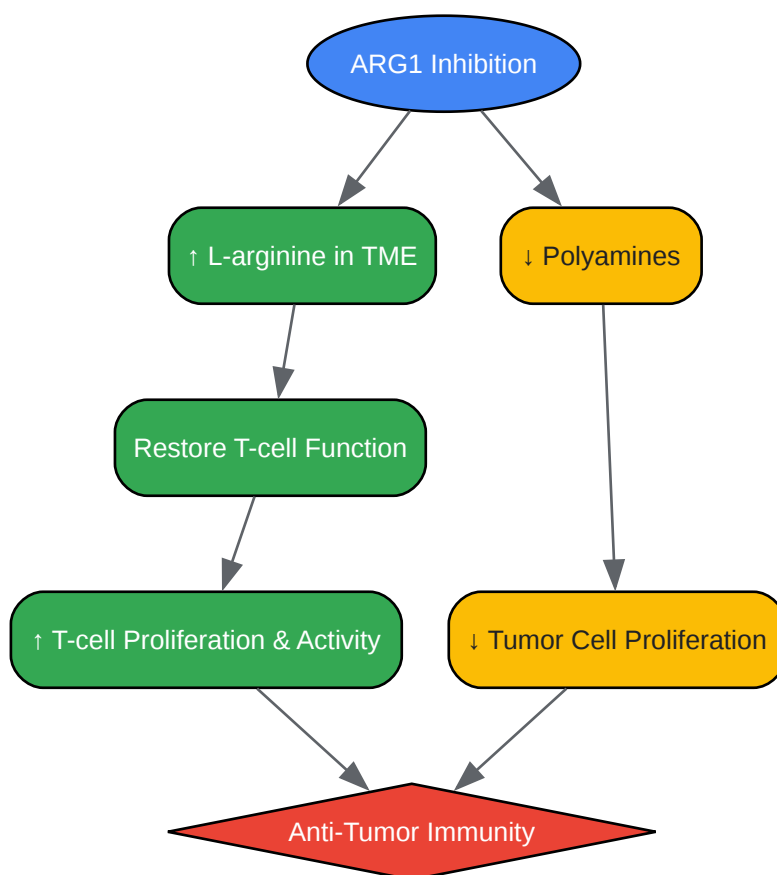 ARG1 Inhibition
↑ L-arginine in TME
↓ Polyamines
Restore T-cell Function
↑ T-cell Proliferation & Activity
↓ Tumor Cell Proliferation
Anti-Tumor Immunity